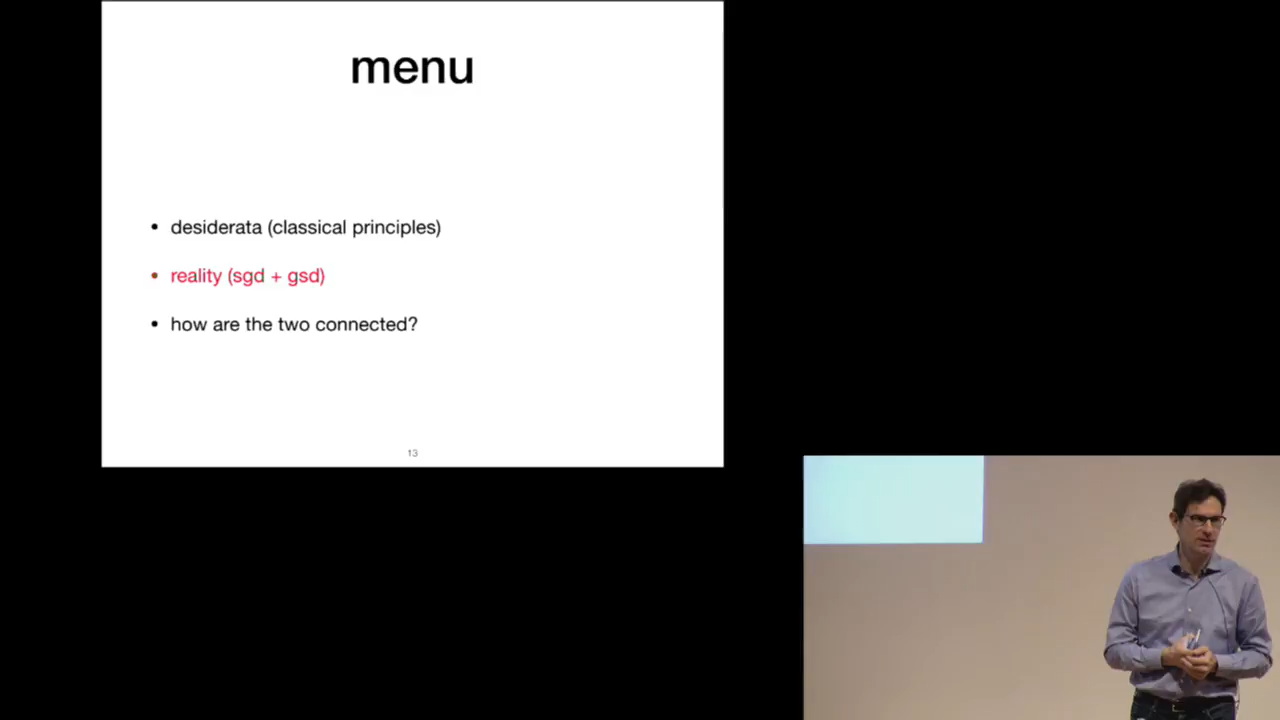 menu
• desiderata (classical principles)
• reality (sgd + gsd)
• how are the two connected?
13